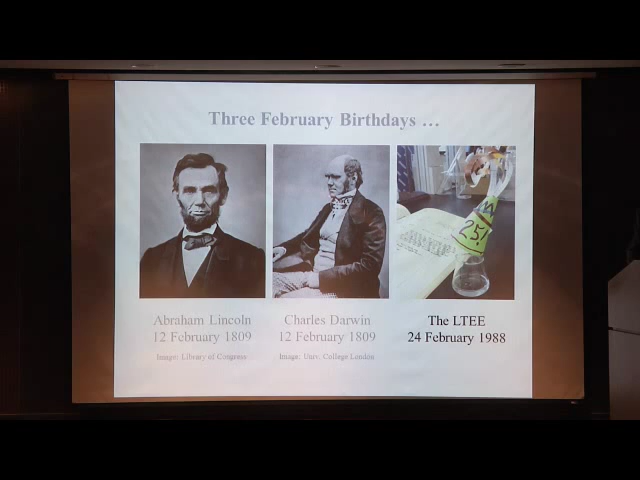 Three February Birthdays ...
Abraham Lincoln
12 February 1809
Image: Library of Congress
Charles Darwin
12 February 1809
Image: Univ. College London
25!
The LTEE
24 February 1988